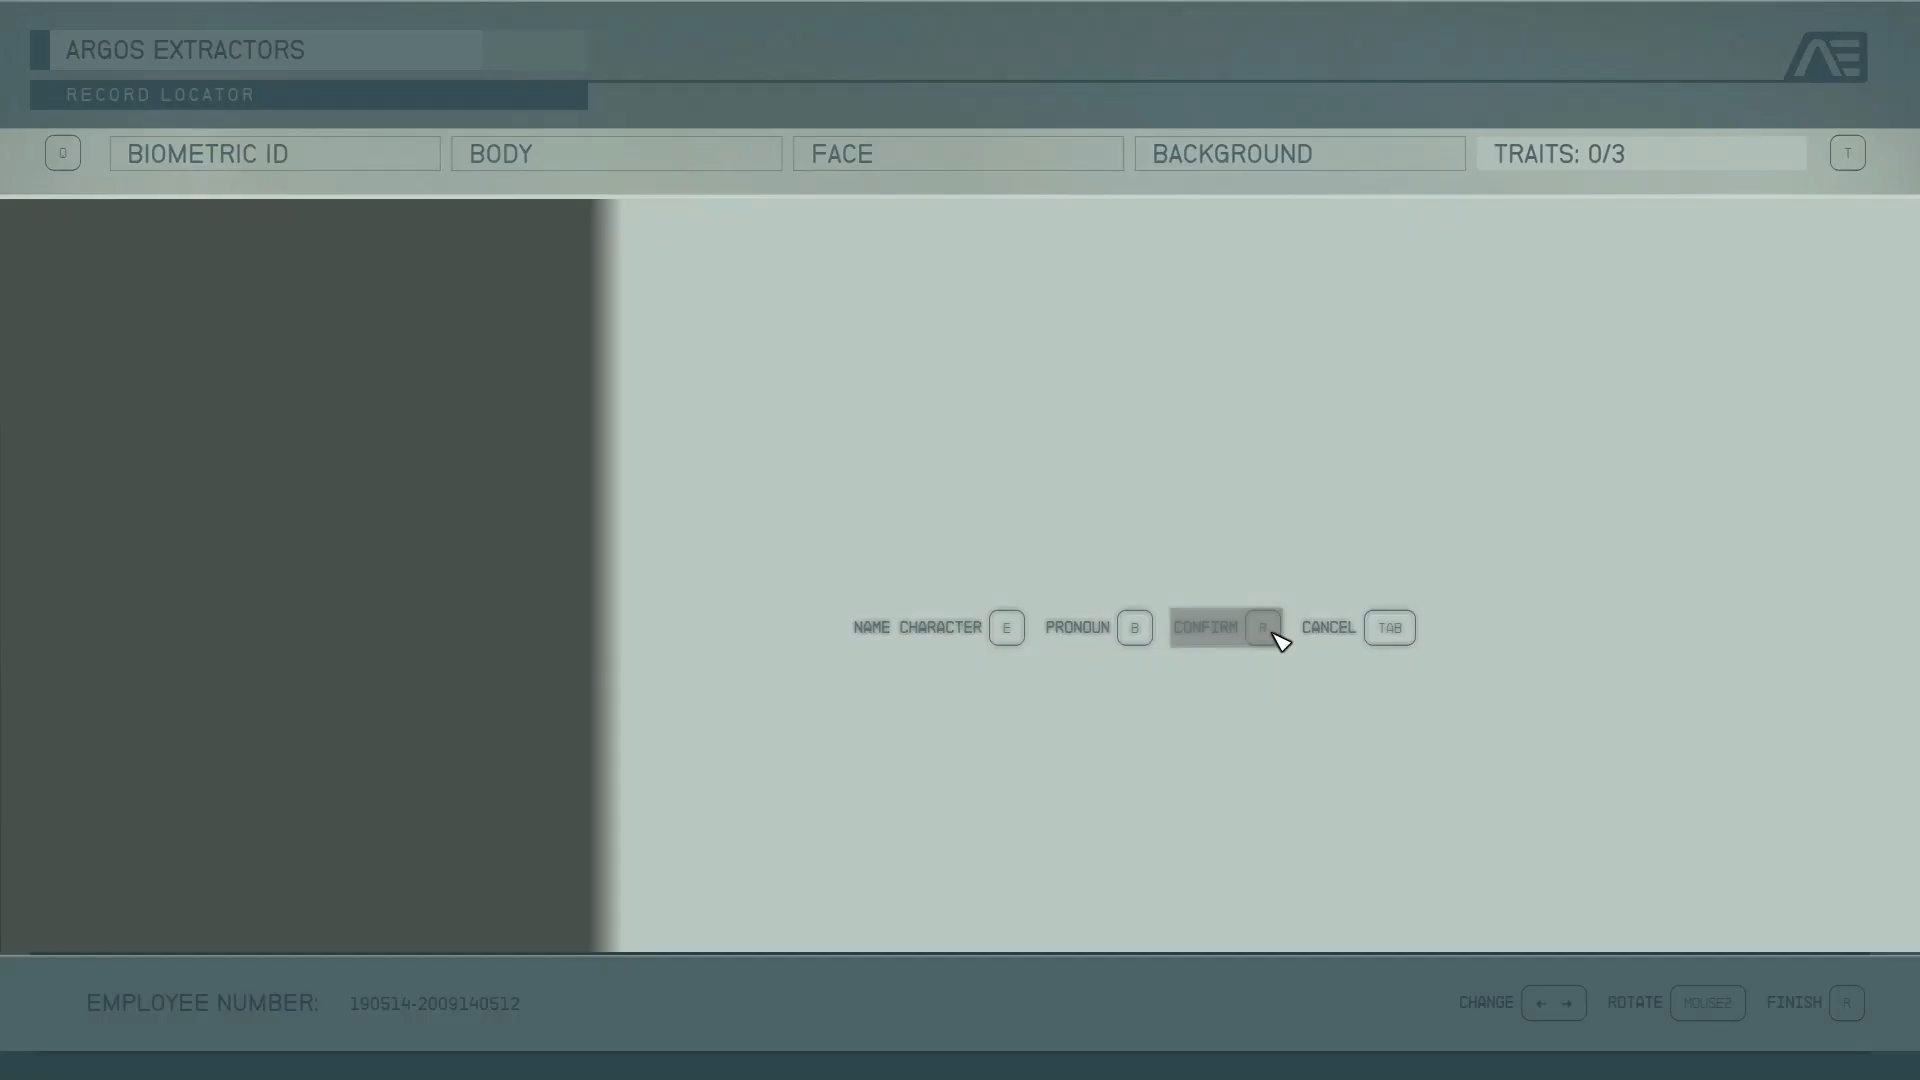 ARGOS EXTRACTORS
RECORD LOCATOR
Q BIOMETRIC ID BODY FACE BACKGROUND TRAITS: 0/3 T
NAME CHARACTER E PRONOUN B CONFIRM R CANCEL TAB
EMPLOYEE NUMBER: 190514-2009140512 CHANGE ← → ROTATE MOUSE2 FINISH R